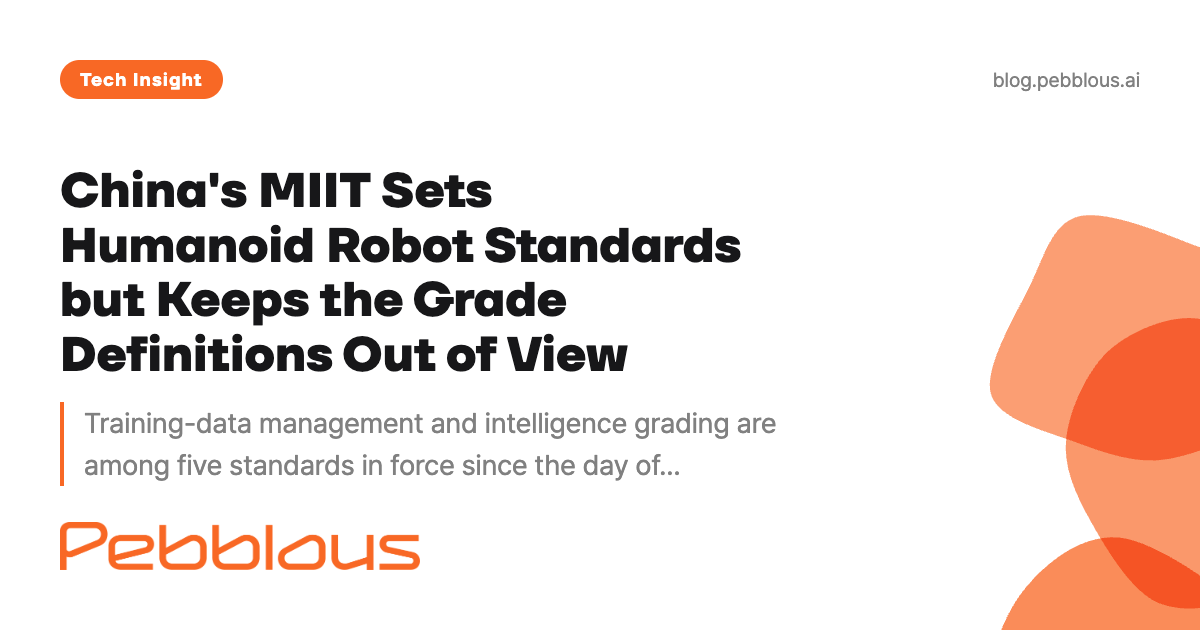 Tech Insight
blog.pebblous.ai
China's MIIT Sets
Humanoid Robot Standards
but Keeps the Grade
Definitions Out of View
Training-data management and intelligence grading are
among five standards in force since the day of...
Pebblous